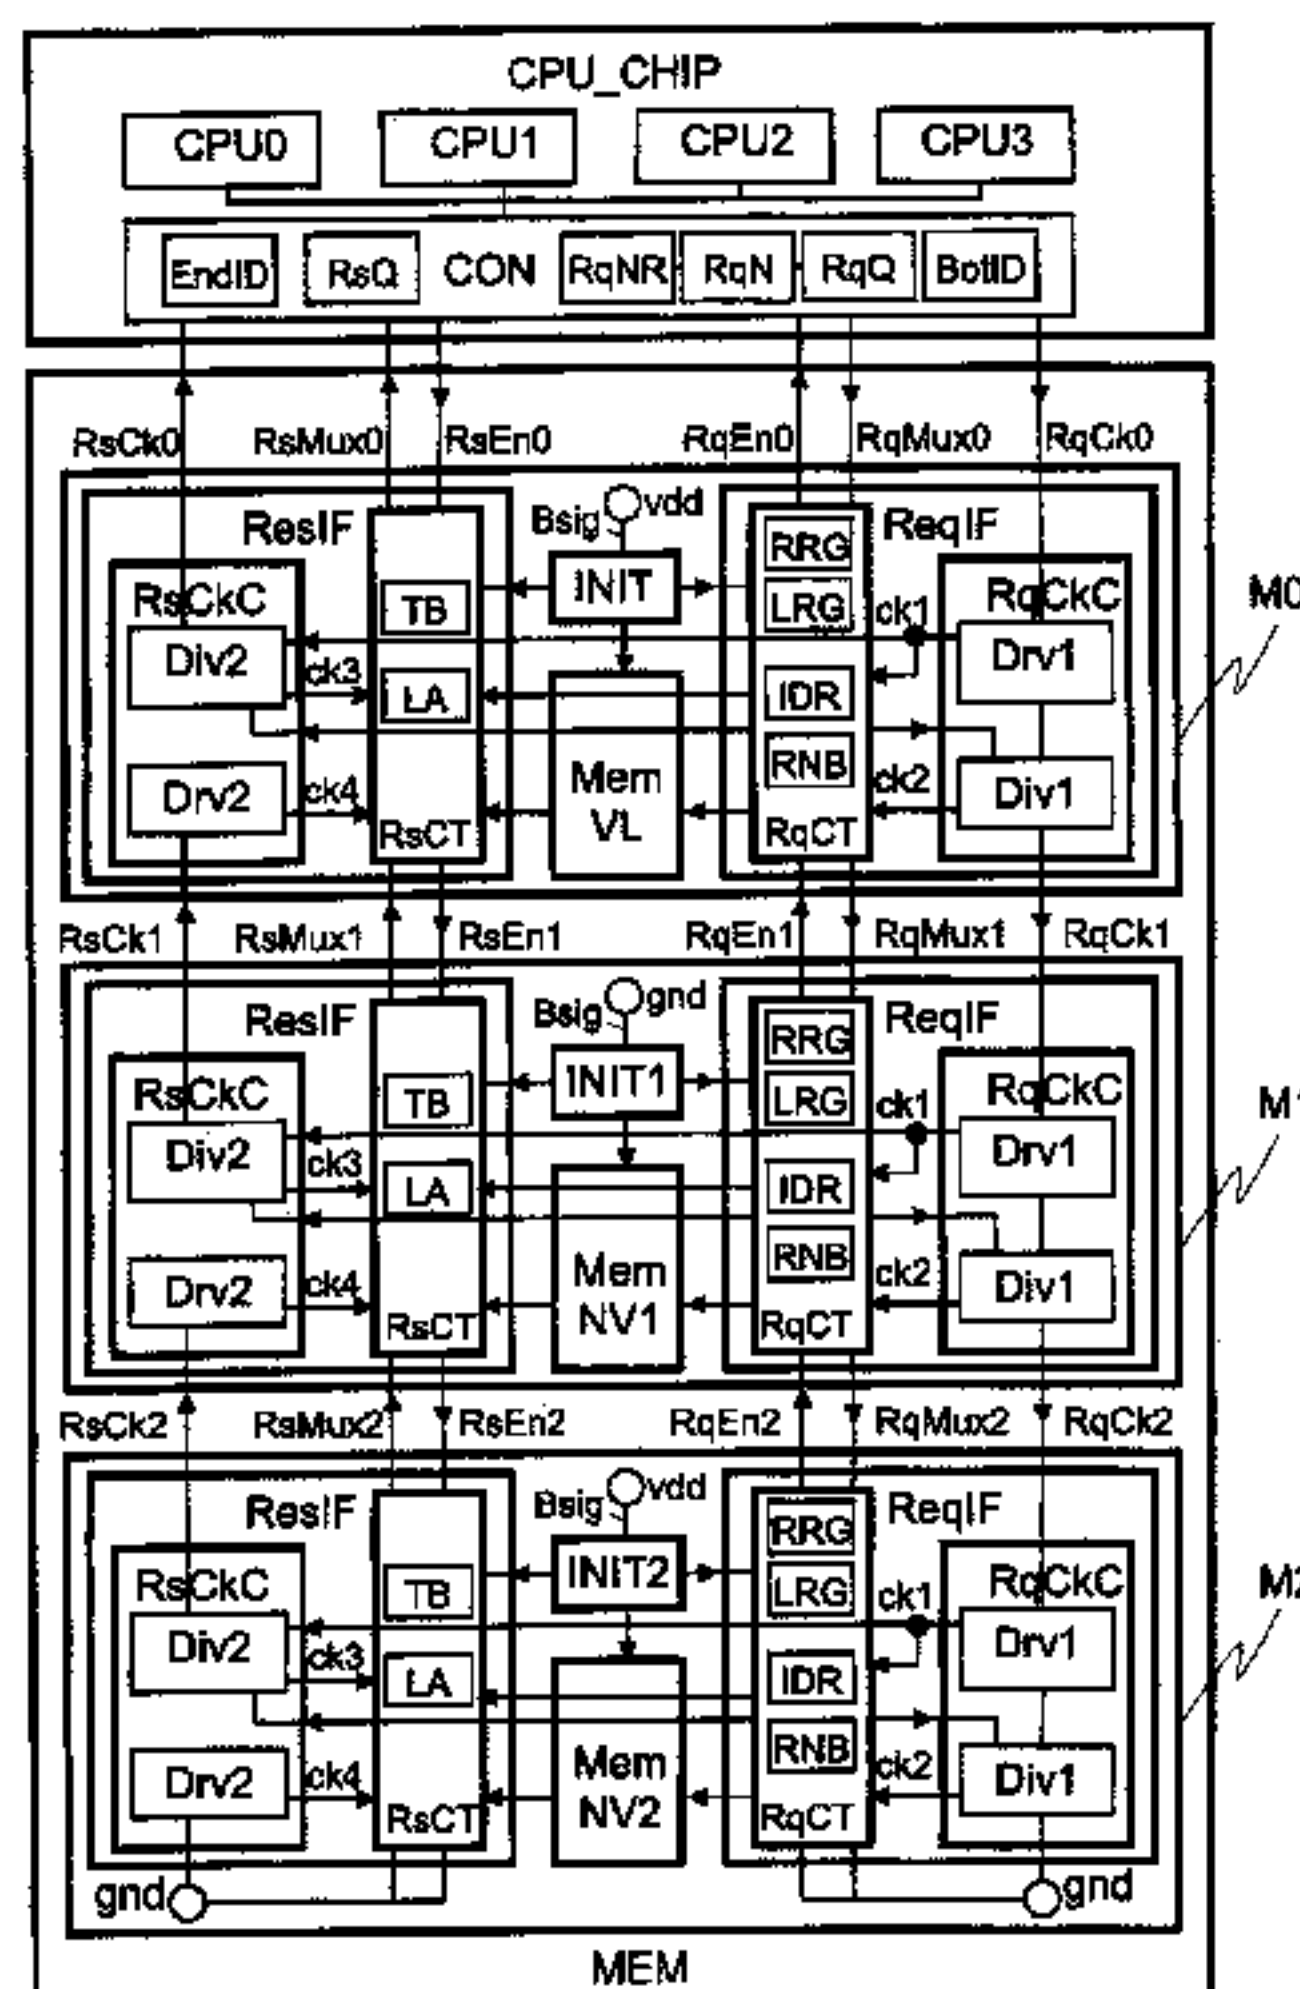 CPU_CHIP
CPU0 CPU1 CPU2 CPU3
EndID RsQ CON RqNR RqN RqQ BotID
RsCk0 RsMux0 RsEn0 RqEn0 RqMux0 RqCk0
ResIF Bsig vdd ReqIF
RsCkC TB INIT RRG LRG ck1 RqCkC
Div2 ck3 LA IDR Drv1
M0
Drv2 ck4 RsCT Mem VL RNB RqCT ck2 Div1
RsCk1 RsMux1 RsEn1 RqEn1 RqMux1 RqCk1
ResIF Bsig gnd ReqIF
RsCkC TB INIT1 RRG LRG ck1 RqCkC
Div2 ck3 LA IDR Drv1
M1
Drv2 ck4 RsCT Mem NV1 RNB RqCT ck2 Div1
RsCk2 RsMux2 RsEn2 RqEn2 RqMux2 RqCk2
ResIF Bsig vdd ReqIF
RsCkC TB INIT2 RRG LRG ck1 RqCkC
Div2 ck3 LA IDR Drv1
M2
Drv2 ck4 RsCT Mem NV2 RNB RqCT ck2 Div1
gnd gnd
MEM